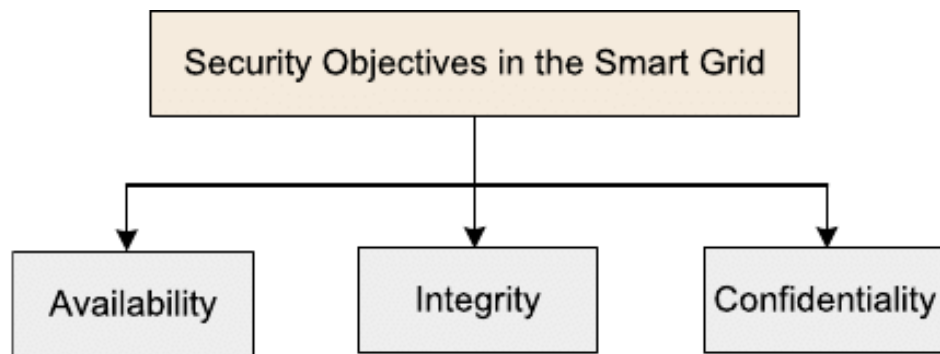 Security Objectives in the Smart Grid
Availability
Integrity
Confidentiality